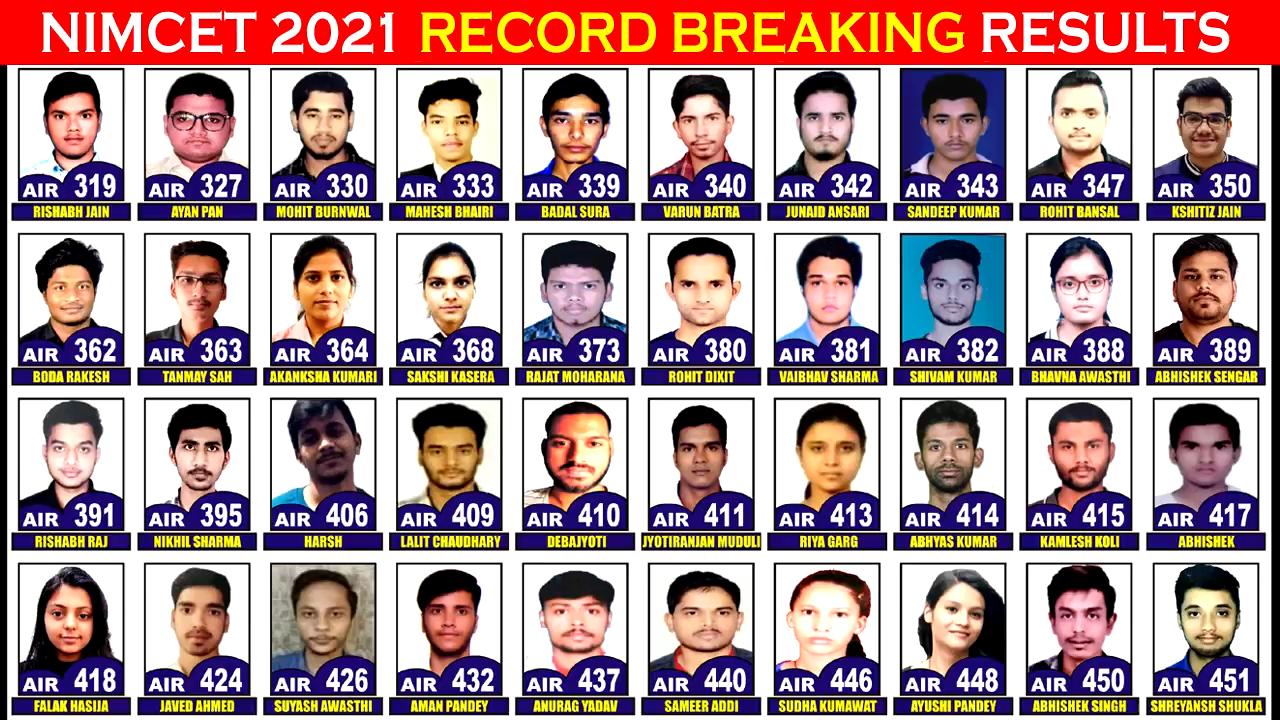 NIMCET 2021 RECORD BREAKING RESULTS
AIR 319 AIR 327 AIR 330 AIR 333 AIR 339 AIR 340 AIR 342 AIR 343 AIR 347 AIR 350
RISHABH JAIN AYAN PAN MOHIT BURNWAL MAHESH BHAIRI BADAL SURA VARUN BATRA JUNAID ANSARI SANDEEP KUMAR ROHIT BANSAL KSHITIZ JAIN
AIR 362 AIR 363 AIR 364 AIR 368 AIR 373 AIR 380 AIR 381 AIR 382 AIR 388 AIR 389
BODA RAKESH TANMAY SAH AKANKSHA KUMARI SAKSHI KASERA RAJAT MOHARANA ROHIT DIXIT VAIBHAV SHARMA SHIVAM KUMAR BHAVNA AWASTHI ABHISHEK SENGAR
AIR 391 AIR 395 AIR 406 AIR 409 AIR 410 AIR 411 AIR 413 AIR 414 AIR 415 AIR 417
RISHABH RAJ NIKHIL SHARMA HARSH LALIT CHAUDHARY DEBAJYOTI JYOTIRANJAN MUDULI RIYA GARG ABHYAS KUMAR KAMLESH KOLI ABHISHEK
AIR 418 AIR 424 AIR 426 AIR 432 AIR 437 AIR 440 AIR 446 AIR 448 AIR 450 AIR 451
FALAK HASIJA JAVED AHMED SUYASH AWASTHI AMAN PANDEY ANURAG YADAV SAMEER ADDI SUDHA KUMAWAT AYUSHI PANDEY ABHISHEK SINGH SHREYANSH SHUKLA